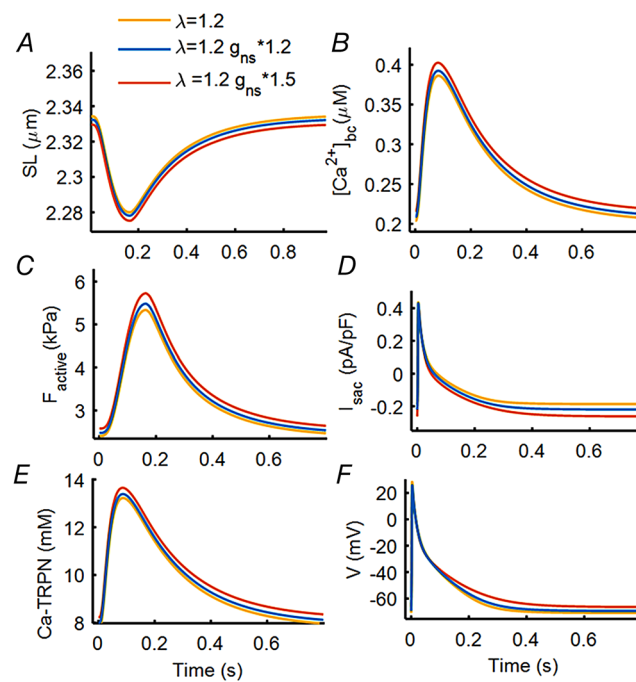 λ=1.2
λ=1.2 gns*1.2
λ =1.2 gns*1.5
A
SL (μm)
2.36
2.34
2.32
2.3
2.28
0.2 0.4 0.6 0.8
B
[Ca2+]bc(μM)
0.4
0.35
0.3
0.25
0.2
0 0.2 0.4 0.6
C
Factive(kPa)
6
5
4
3
0 0.2 0.4 0.6
D
Isac (pA/pF)
0.4
0.2
0
-0.2
0 0.2 0.4 0.6
E
Ca-TRPN (mM)
14
12
10
8
0 0.2 0.4 0.6
Time (s)
F
V (mV)
20
0
-20
-40
-60
0 0.2 0.4 0.6
Time (s)